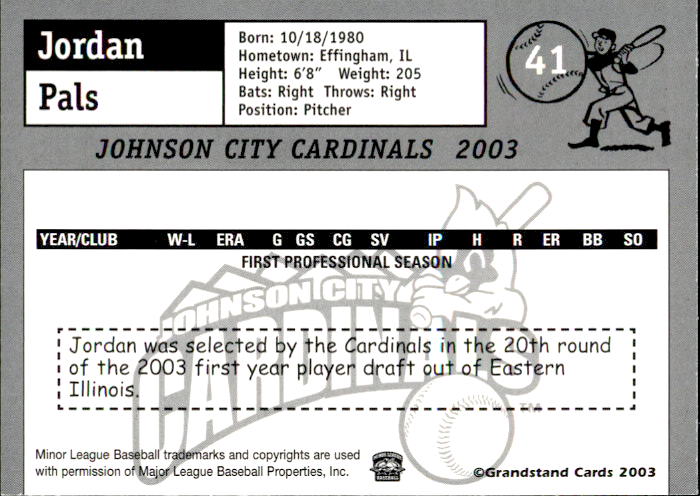 Jordan
Pals
Born: 10/18/1980
Hometown: Effingham, IL
Height: 6'8" Weight: 205
Bats: Right Throws: Right
Position: Pitcher
41
JOHNSON CITY CARDINALS 2003
YEAR/CLUB W-L ERA G GS CG SV IP H R ER BB SO
FIRST PROFESSIONAL SEASON
JOHNSON CITY
CARDINALS
TM
Jordan was selected by the Cardinals in the 20th round
of the 2003 first year player draft out of Eastern
Illinois.
Minor League Baseball trademarks and copyrights are used
with permission of Major League Baseball Properties, Inc.
©Grandstand Cards 2003